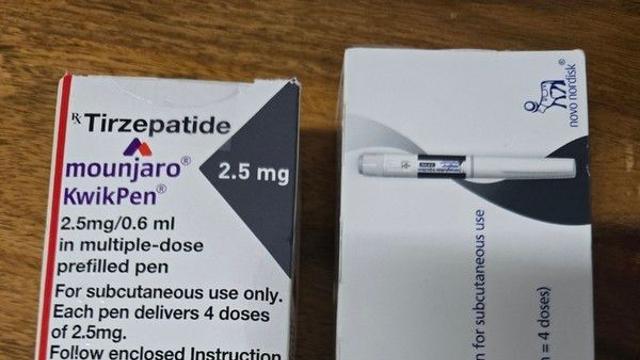 ℞ Tirzepatide
mounjaro®
KwikPen®
2.5 mg
2.5mg/0.6 ml
in multiple-dose
prefilled pen
For subcutaneous use only.
Each pen delivers 4 doses
of 2.5mg.
Follow enclosed Instruction
novo nordisk®
n for subcutaneous use
= 4 doses)